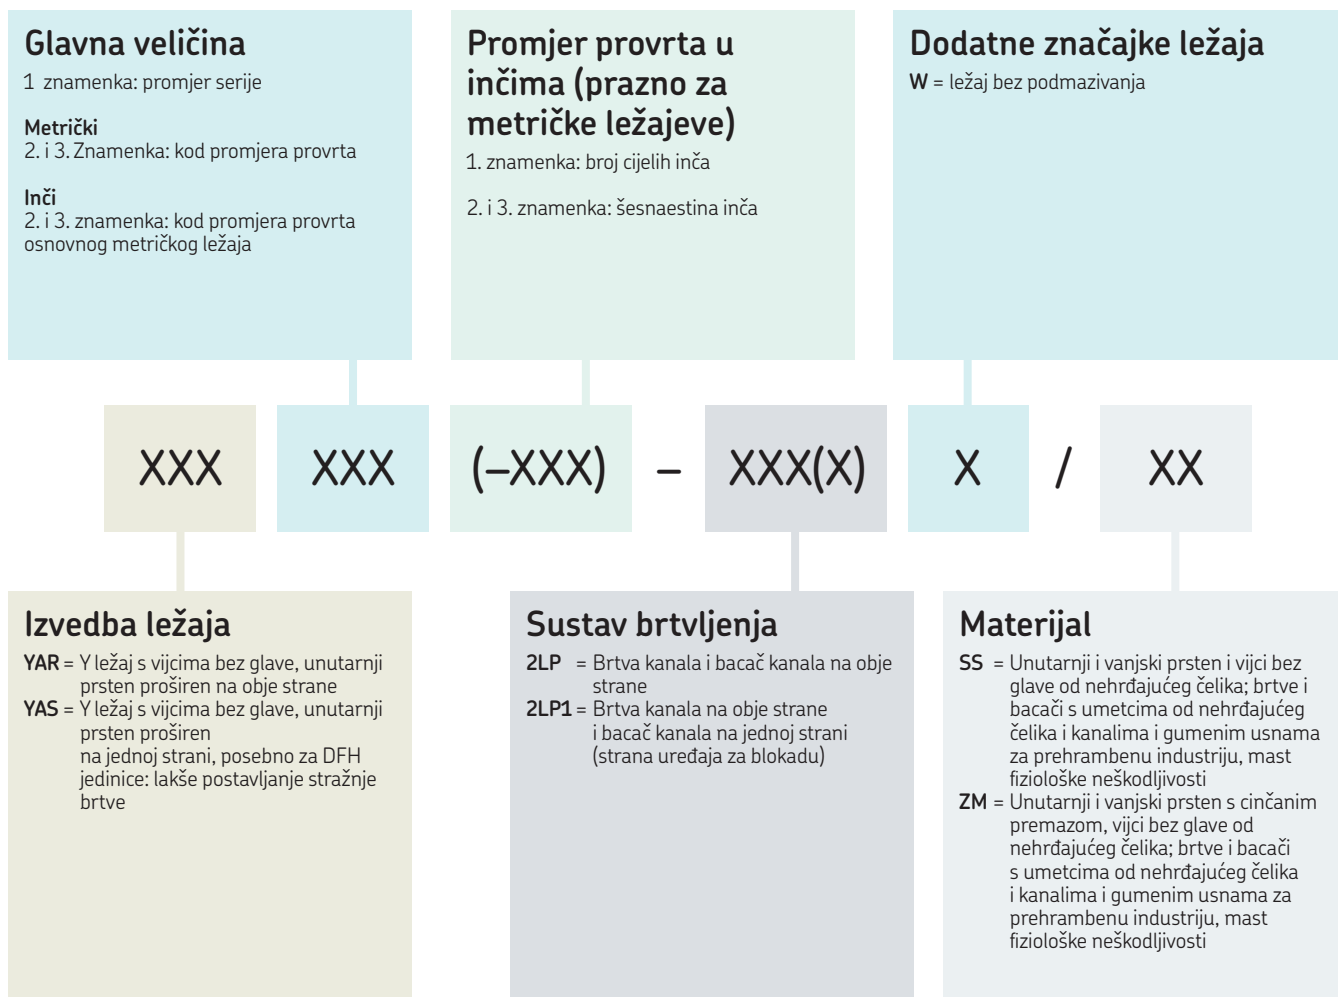 Glavna veličina
1 znamenka: promjer serije
Metrički
2. i 3. Znamenka: kod promjera provrta
Inči
2. i 3. znamenka: kod promjera provrta
osnovnog metričkog ležaja
Promjer provrta u
inčima (prazno za
metričke ležajeve)
1. znamenka: broj cijelih inča
2. i 3. znamenka: šesnaestina inča
Dodatne značajke ležaja
W = ležaj bez podmazivanja
XXX XXX (–XXX) – XXX(X) X / XX
Izvedba ležaja
YAR = Y ležaj s vijcima bez glave, unutarnji
prsten proširen na obje strane
YAS = Y ležaj s vijcima bez glave, unutarnji
prsten proširen
na jednoj strani, posebno za DFH
jedinice: lakše postavljanje stražnje
brtve
Sustav brtvljenja
2LP = Brtva kanala i bacač kanala na obje
strane
2LP1 = Brtva kanala na obje strane
i bacač kanala na jednoj strani
(strana uređaja za blokadu)
Materijal
SS = Unutarnji i vanjski prsten i vijci bez
glave od nehrđajućeg čelika; brtve i
bacači s umetcima od nehrđajućeg
čelika i kanalima i gumenim usnama
za prehrambenu industriju, mast
fiziološke neškodljivosti
ZM = Unutarnji i vanjski prsten s cinčanim
premazom, vijci bez glave od
nehrđajućeg čelika; brtve i bacači
s umetcima od nehrđajućeg čelika
i kanalima i gumenim usnama za
prehrambenu industriju, mast
fiziološke neškodljivosti